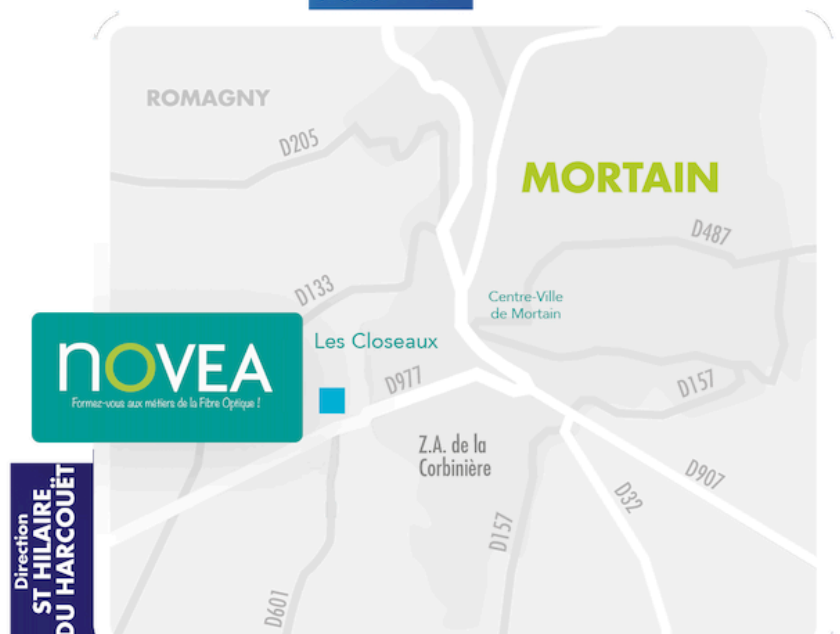 ROMAGNY
D205
MORTAIN
D487
D133
Centre-Ville
de Mortain
NOVEA
Formez-vous aux métiers de la Fibre Optique !
Les Closeaux
D977
D157
Z.A. de la
Corbinière
D907
D32
D157
D601
Direction
ST HILAIRE
DU HARCOUËT